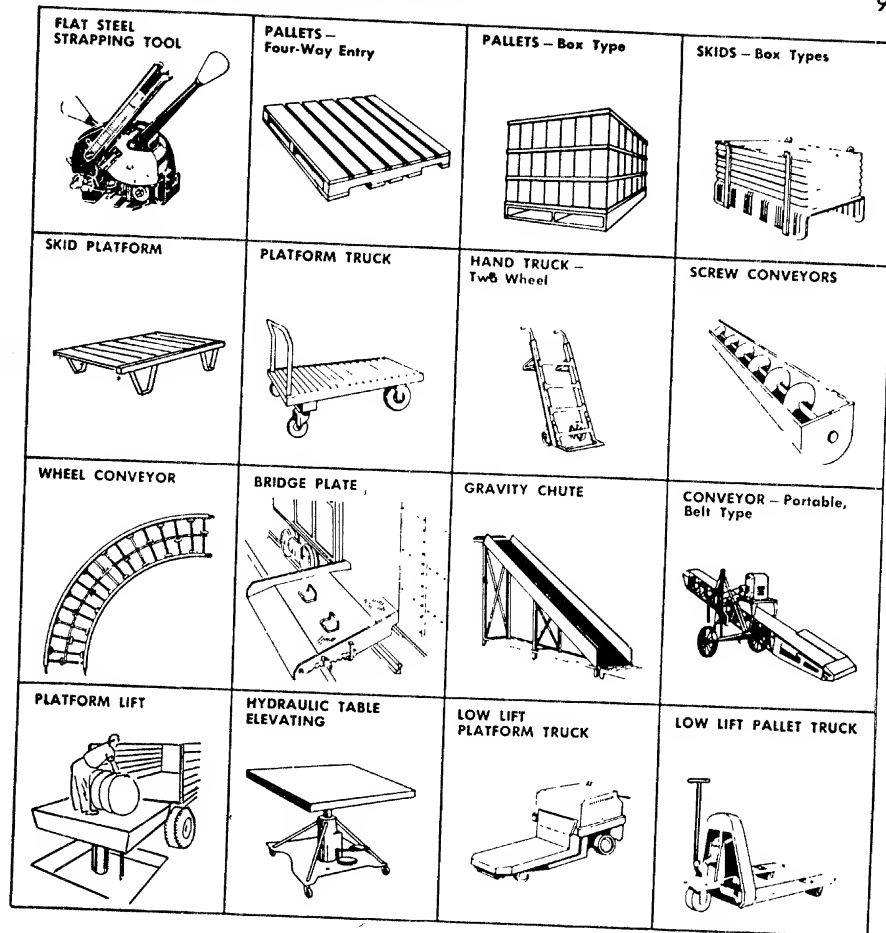 9
FLAT STEEL
STRAPPING TOOL
PALLETS –
Four-Way Entry
PALLETS – Box Type
SKIDS – Box Types
SKID PLATFORM
PLATFORM TRUCK
HAND TRUCK –
Two Wheel
SCREW CONVEYORS
WHEEL CONVEYOR
BRIDGE PLATE
GRAVITY CHUTE
CONVEYOR – Portable,
Belt Type
PLATFORM LIFT
HYDRAULIC TABLE
ELEVATING
LOW LIFT
PLATFORM TRUCK
LOW LIFT PALLET TRUCK